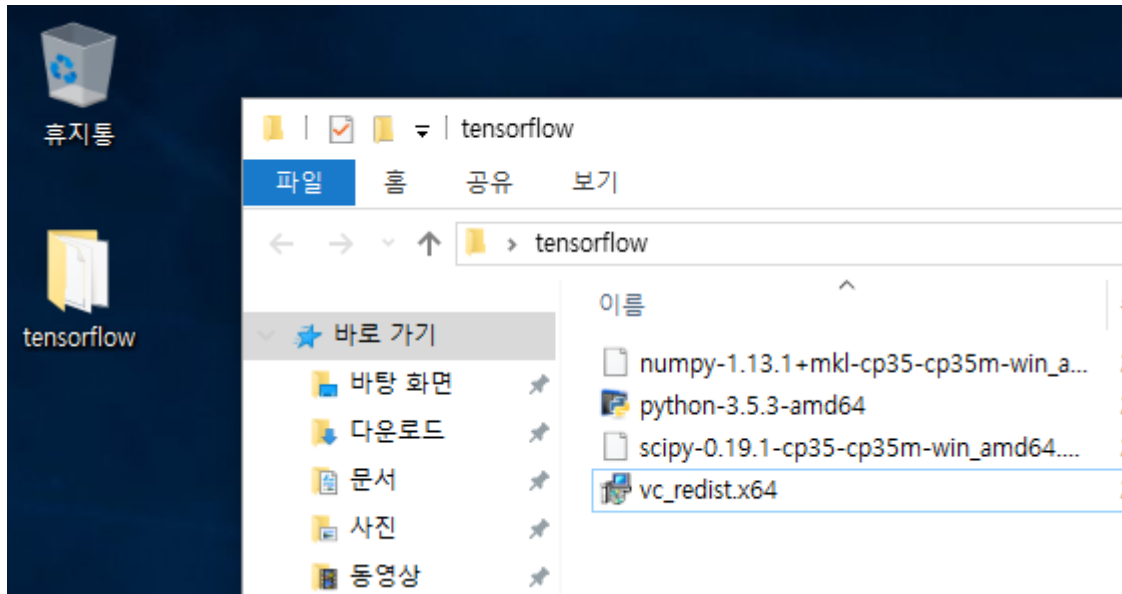 휴지통
tensorflow
tensorflow
파일 홈 공유 보기
tensorflow
이름
바로 가기
바탕 화면
다운로드
문서
사진
동영상
numpy-1.13.1+mkl-cp35-cp35m-win_a...
python-3.5.3-amd64
scipy-0.19.1-cp35-cp35m-win_amd64....
vc_redist.x64